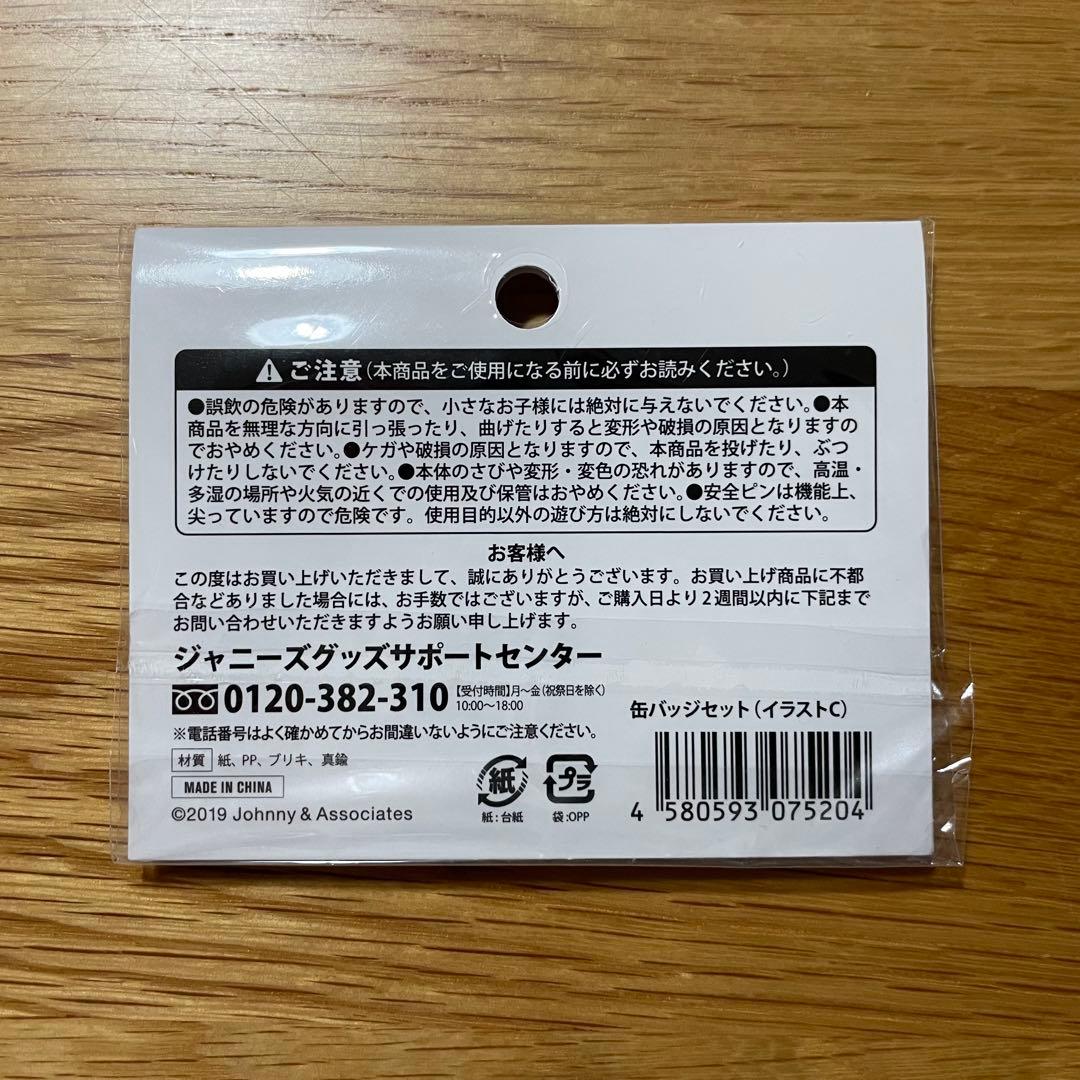 ご注意(本商品をご使用になる前に必ずお読みください。)
●誤飲の危険がありますので、小さなお子様には絶対に与えないでください。●本
商品を無理な方向に引っ張ったり、曲げたりすると変形や破損の原因となりますの
でおやめください。●ケガや破損の原因となりますので、本商品を投げたり、ぶつ
けたりしないでください。●本体のさびや変形・変色の恐れがありますので、高温・
多湿の場所や火気の近くでの使用及び保管はおやめください。●安全ピンは機能上、
尖っていますので危険です。使用目的以外の遊び方は絶対にしないでください。
お客様へ
この度はお買い上げいただきまして、誠にありがとうございます。お買い上げ商品に不都
合などありました場合には、お手数ではございますが、ご購入日より2週間以内に下記まで
お問い合わせいただきますようお願い申し上げます。
ジャニーズグッズサポートセンター
0120-382-310 【受付時間】月〜金(祝祭日を除く)
10:00〜18:00
※電話番号はよく確かめてからお間違いないようにご注意ください。
材質 紙、PP、ブリキ、真鍮
MADE IN CHINA
©2019 Johnny & Associates
紙
紙:台紙
プラ
袋:OPP
缶バッジセット(イラストC)
4 580593 075204